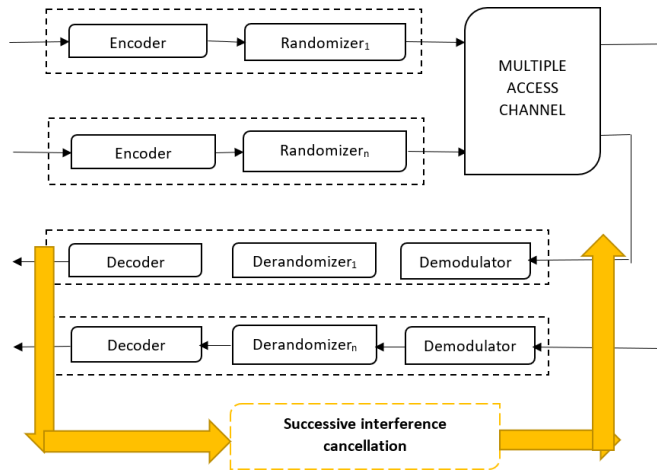 Encoder
Randomizer₁
MULTIPLE
ACCESS
CHANNEL
Encoder
Randomizerₙ
Decoder
Derandomizer₁
Demodulator
Decoder
Derandomizerₙ
Demodulator
Successive interference
cancellation